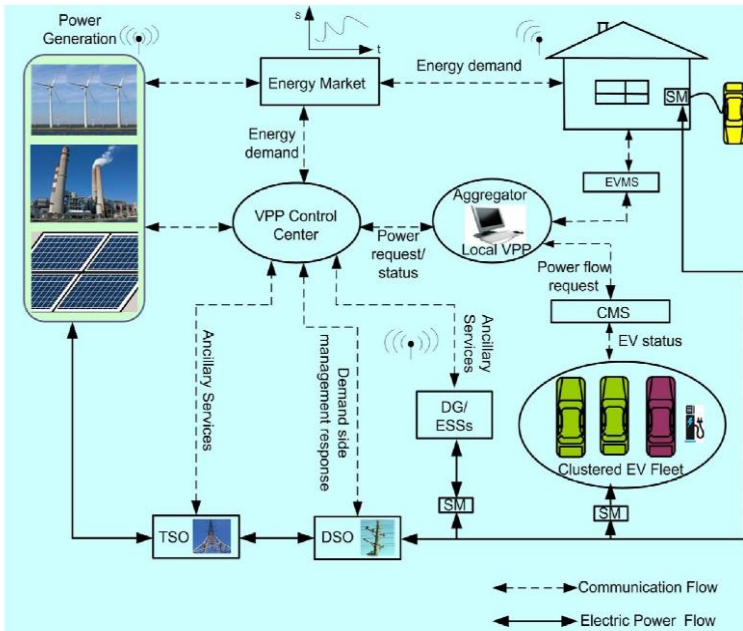 Power
Generation
s
t
Energy Market
Energy demand
SM
Energy
demand
EVMS
VPP Control
Center
Aggregator
Local VPP
Power
request/
status
Power flow
request
CMS
EV status
Ancillary Services
Demand side
management response
Ancillary
Services
DG/
ESSs
Clustered EV Fleet
SM
SM
TSO
DSO
Communication Flow
Electric Power Flow